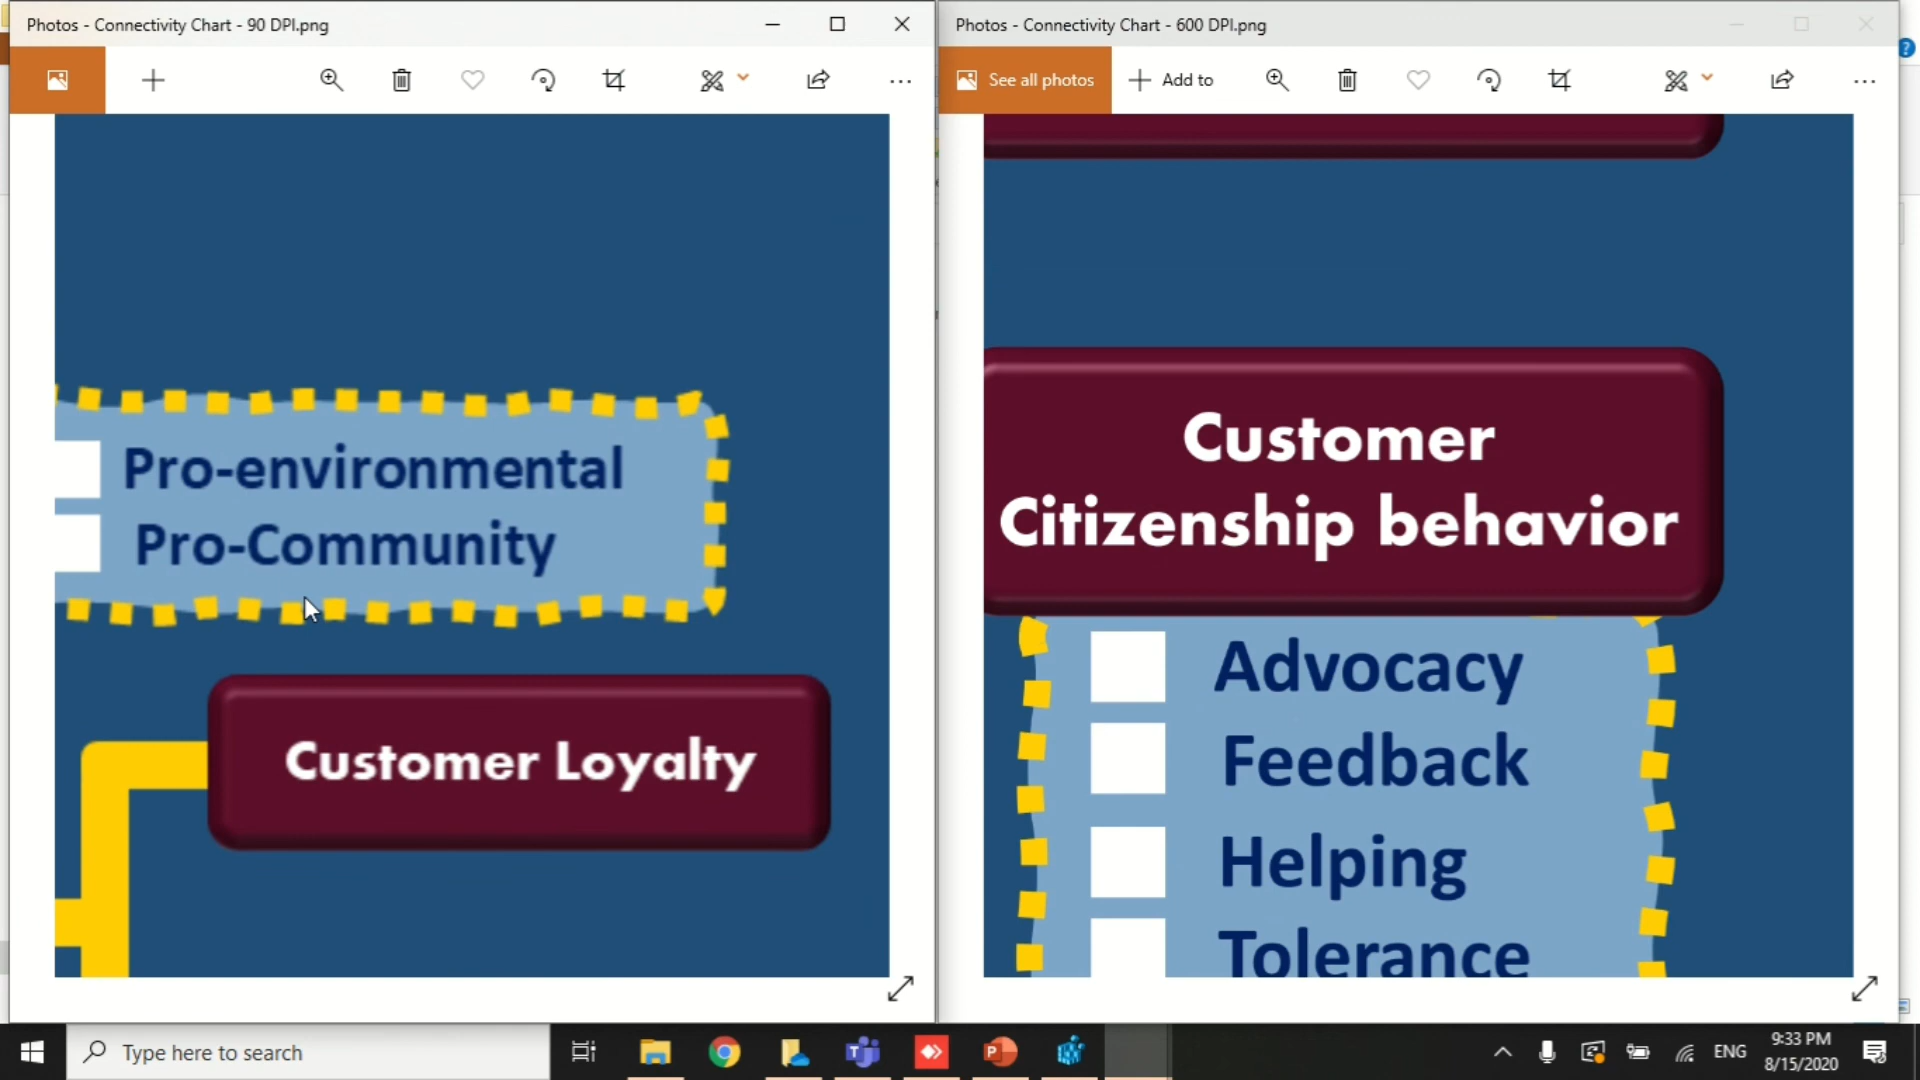 Photos - Connectivity Chart - 90 DPI.png
Pro-environmental
Pro-Community
Customer Loyalty
Photos - Connectivity Chart - 600 DPI.png
See all photos
Add to
Customer
Citizenship behavior
Advocacy
Feedback
Helping
Tolerance
Type here to search
ENG
9:33 PM
8/15/2020